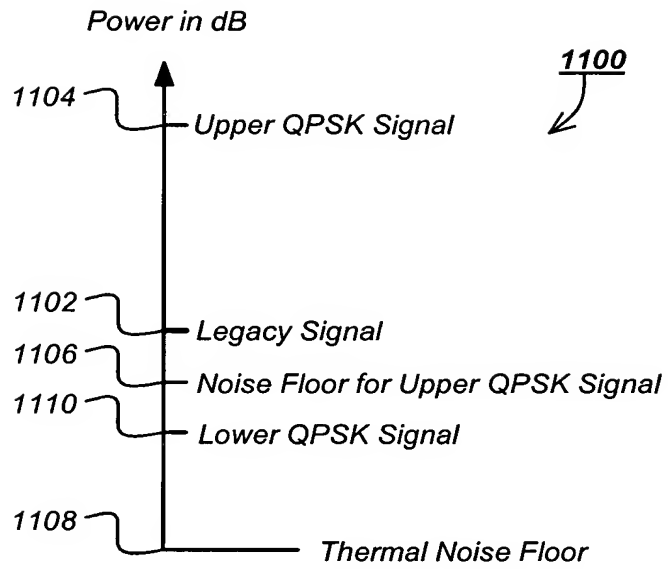 Power in dB
1100
1104
Upper QPSK Signal
1102
Legacy Signal
1106
Noise Floor for Upper QPSK Signal
1110
Lower QPSK Signal
1108
Thermal Noise Floor